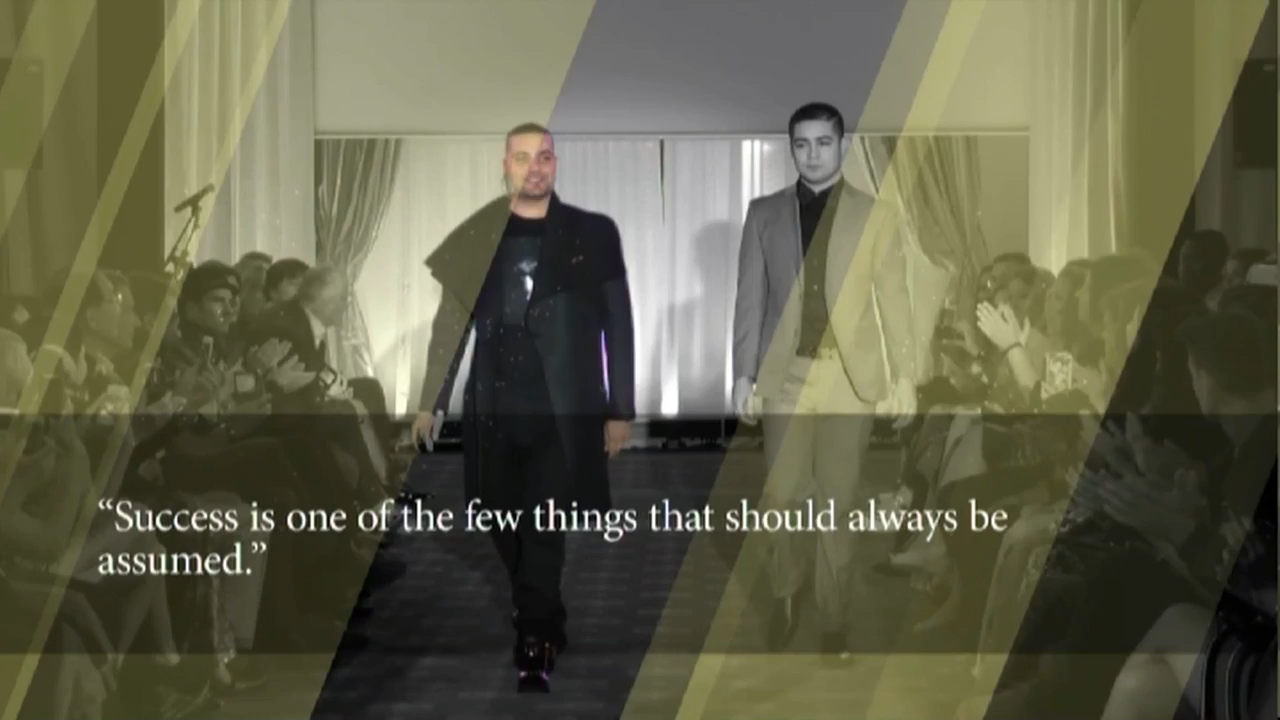 “Success is one of the few things that should always be
assumed.”